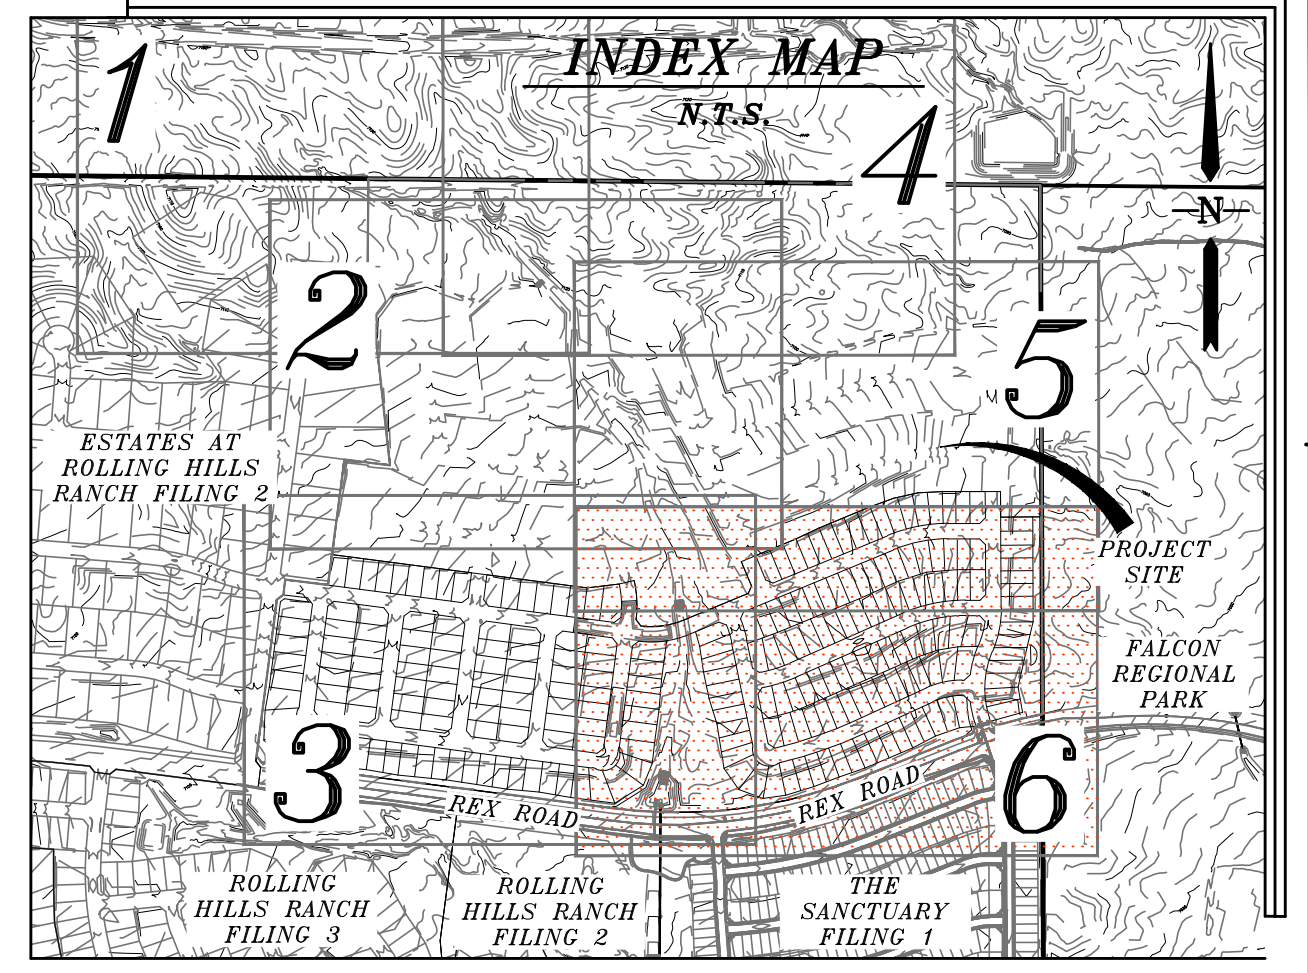 INDEX MAP
N.T.S.
1
4
N
2
5
ESTATES AT
ROLLING HILLS
RANCH FILING 2
PROJECT
SITE
FALCON
REGIONAL
PARK
3
6
REX ROAD
REX ROAD
ROLLING
HILLS RANCH
FILING 3
ROLLING
HILLS RANCH
FILING 2
THE
SANCTUARY
FILING 1